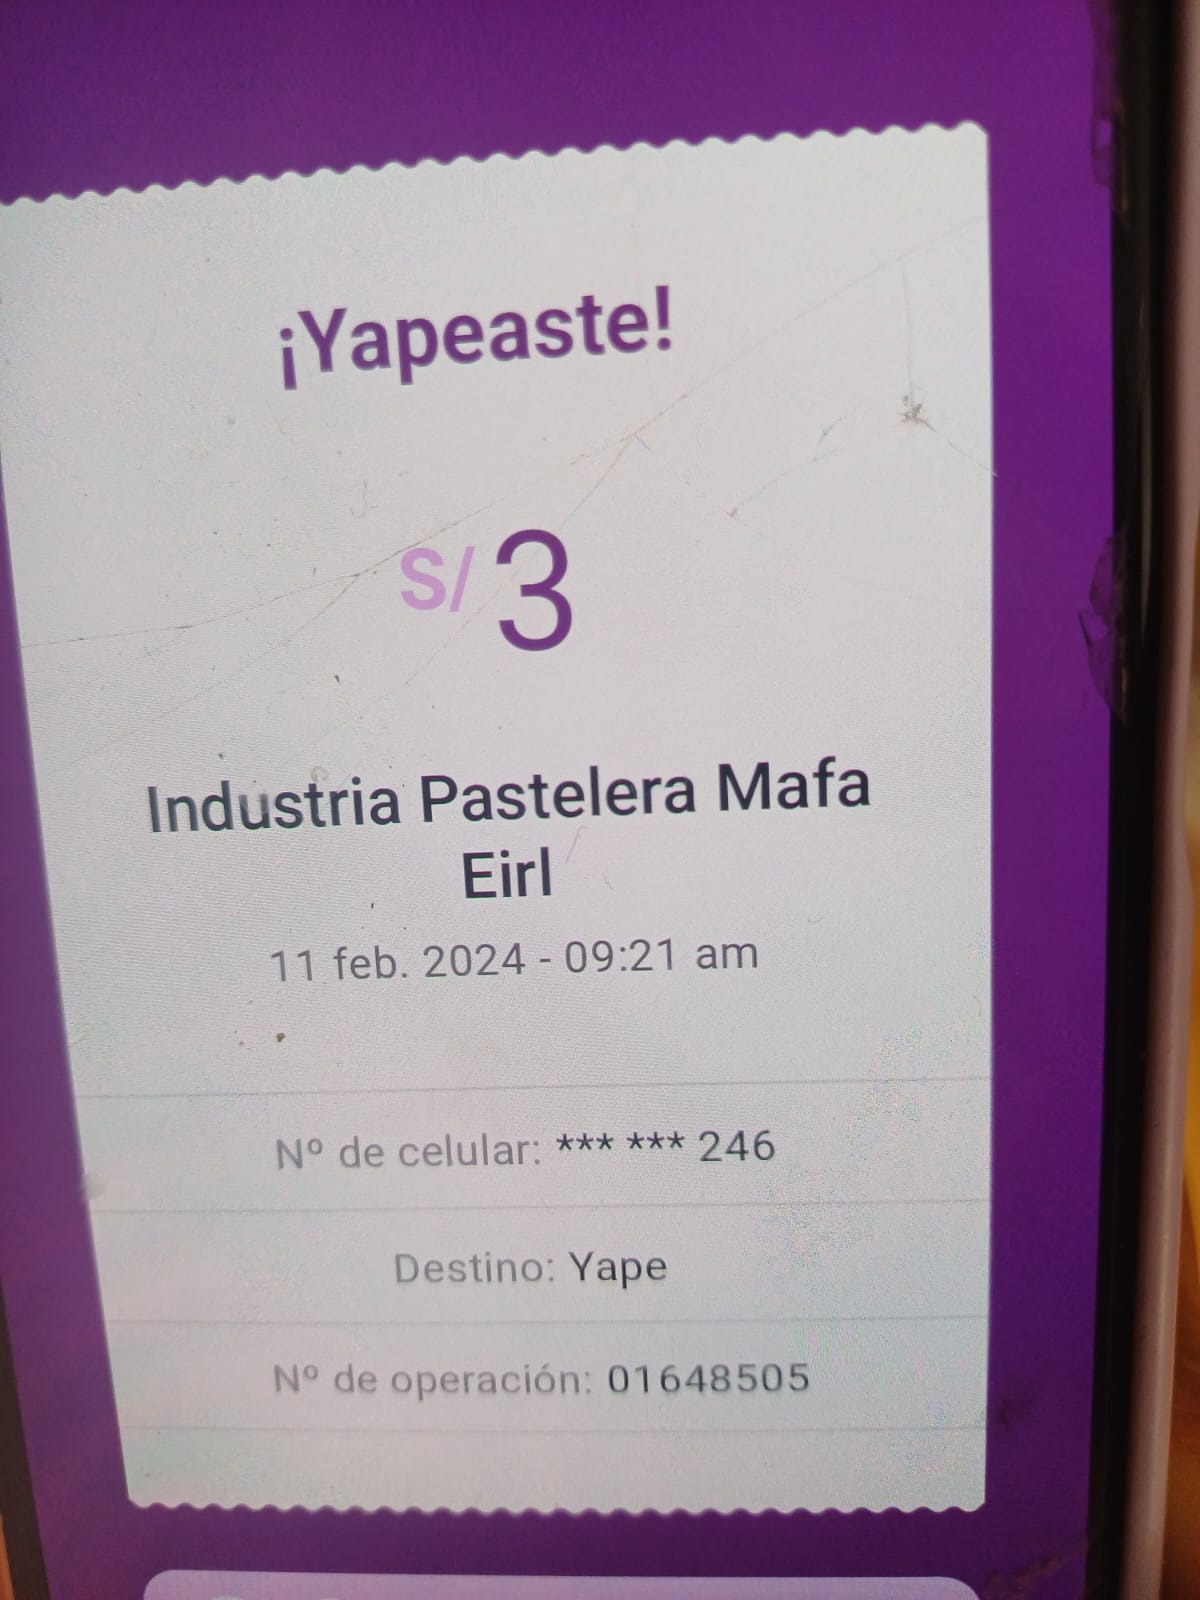 ¡Yapeaste!
S/ 3
Industria Pastelera Mafa
Eirl
11 feb. 2024 - 09:21 am
Nº de celular: *** *** 246
Destino: Yape
Nº de operación: 01648505